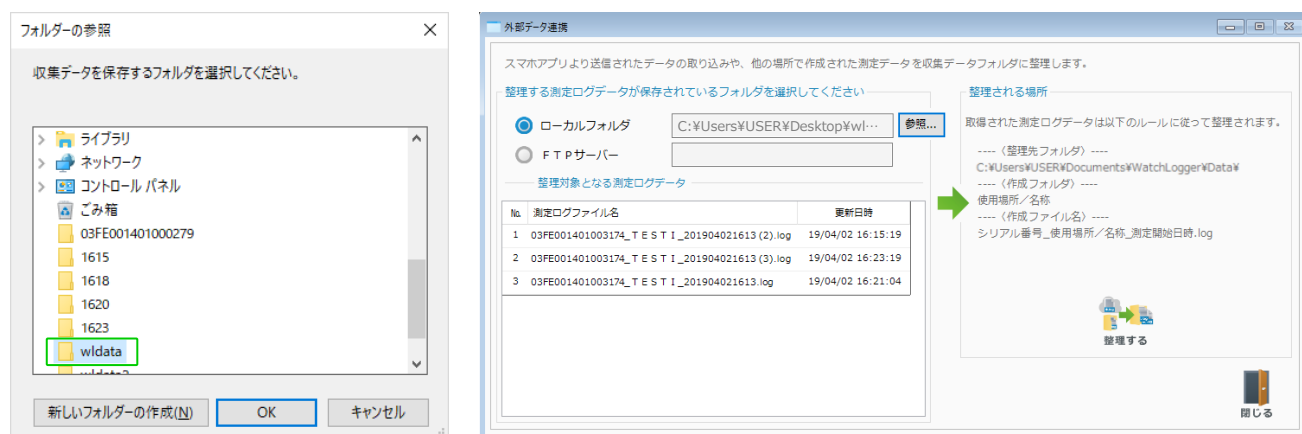 フォルダーの参照
収集データを保存するフォルダを選択してください。
ライブラリ
ネットワーク
コントロール パネル
ごみ箱
03FE001401000279
1615
1618
1620
1623
wldata
新しいフォルダーの作成(N)
OK
キャンセル
外部データ連携
スマホアプリより送信されたデータの取り込みや、他の場所で作成された測定データを収集データフォルダに整理します。
整理する測定ログデータが保存されているフォルダを選択してください
ローカルフォルダ
C:¥Users¥USER¥Desktop¥wl…
参照...
ＦＴＰサーバー
整理対象となる測定ログデータ
No. 測定ログファイル名 更新日時
1 03FE001401003174_ＴＥＳＴＩ_201904021613 (2).log 19/04/02 16:15:19
2 03FE001401003174_ＴＥＳＴＩ_201904021613 (3).log 19/04/02 16:23:19
3 03FE001401003174_ＴＥＳＴＩ_201904021613.log 19/04/02 16:21:04
整理される場所
取得された測定ログデータは以下のルールに従って整理されます。
----〈整理先フォルダ〉----
C:¥Users¥USER¥Documents¥WatchLogger¥Data¥
----〈作成フォルダ〉----
使用場所／名称
----〈作成ファイル名〉----
シリアル番号_使用場所／名称_測定開始日時.log
整理する
閉じる